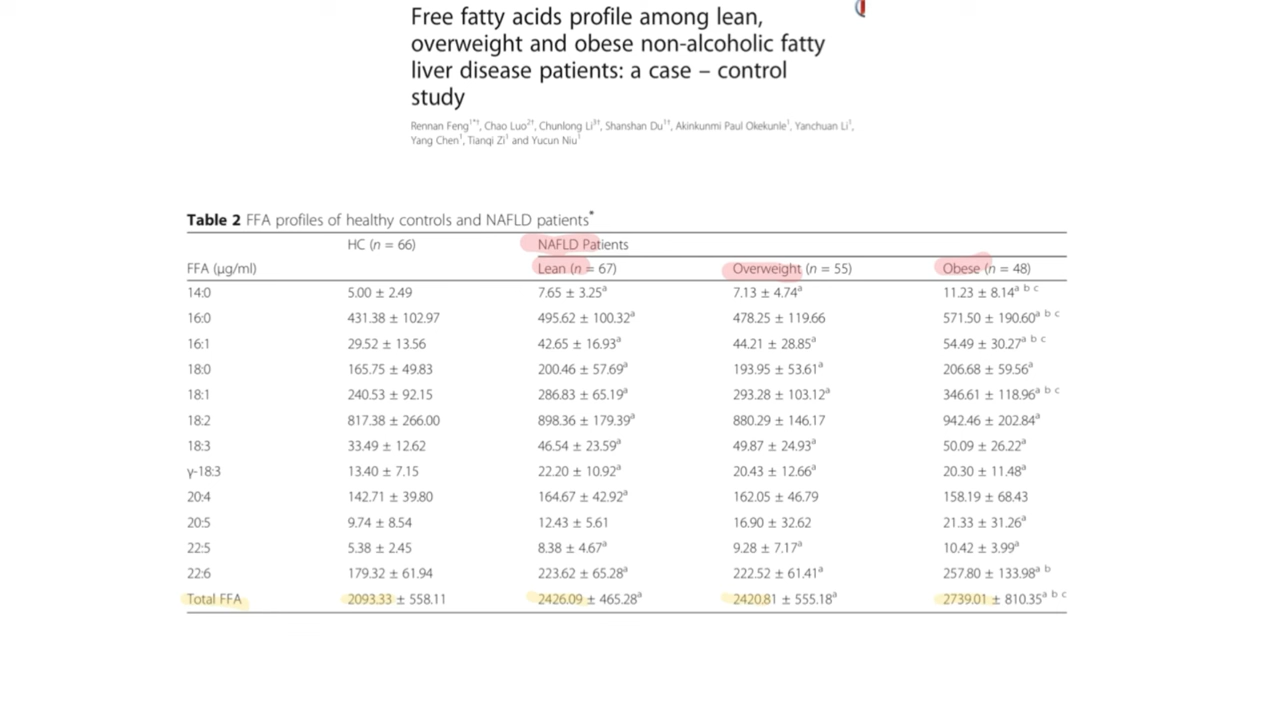 Free fatty acids profile among lean,
overweight and obese non-alcoholic fatty
liver disease patients: a case – control
study
Rennan Feng¹*†, Chao Luo²†, Chunlong Li³†, Shanshan Du¹†, Akinkunmi Paul Okekunle¹, Yanchuan Li¹,
Yang Chen¹, Tianqi Zi¹ and Yucun Niu¹
Table 2 FFA profiles of healthy controls and NAFLD patients*
HC (n = 66) NAFLD Patients
FFA (µg/ml) Lean (n = 67) Overweight (n = 55) Obese (n = 48)
14:0 5.00 ± 2.49 7.65 ± 3.25ᵃ 7.13 ± 4.74ᵃ 11.23 ± 8.14ᵃ ᵇ ᶜ
16:0 431.38 ± 102.97 495.62 ± 100.32ᵃ 478.25 ± 119.66 571.50 ± 190.60ᵃ ᵇ ᶜ
16:1 29.52 ± 13.56 42.65 ± 16.93ᵃ 44.21 ± 28.85ᵃ 54.49 ± 30.27ᵃ ᵇ ᶜ
18:0 165.75 ± 49.83 200.46 ± 57.69ᵃ 193.95 ± 53.61ᵃ 206.68 ± 59.56ᵃ
18:1 240.53 ± 92.15 286.83 ± 65.19ᵃ 293.28 ± 103.12ᵃ 346.61 ± 118.96ᵃ ᵇ ᶜ
18:2 817.38 ± 266.00 898.36 ± 179.39ᵃ 880.29 ± 146.17 942.46 ± 202.84ᵃ
18:3 33.49 ± 12.62 46.54 ± 23.59ᵃ 49.87 ± 24.93ᵃ 50.09 ± 26.22ᵃ
γ-18:3 13.40 ± 7.15 22.20 ± 10.92ᵃ 20.43 ± 12.66ᵃ 20.30 ± 11.48ᵃ
20:4 142.71 ± 39.80 164.67 ± 42.92ᵃ 162.05 ± 46.79 158.19 ± 68.43
20:5 9.74 ± 8.54 12.43 ± 5.61 16.90 ± 32.62 21.33 ± 31.26ᵃ
22:5 5.38 ± 2.45 8.38 ± 4.67ᵃ 9.28 ± 7.17ᵃ 10.42 ± 3.99ᵃ
22:6 179.32 ± 61.94 223.62 ± 65.28ᵃ 222.52 ± 61.41ᵃ 257.80 ± 133.98ᵃ ᵇ
Total FFA 2093.33 ± 558.11 2426.09 ± 465.28ᵃ 2420.81 ± 555.18ᵃ 2739.01 ± 810.35ᵃ ᵇ ᶜ